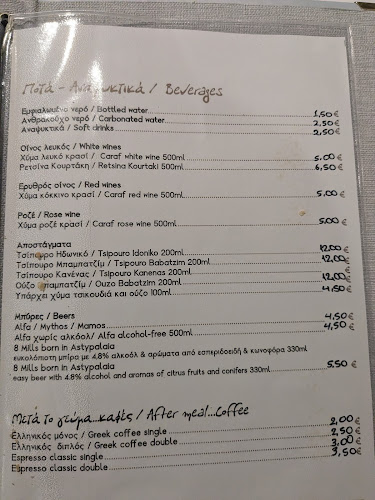 Ποτά - Αναψυκτικά / Beverages
Εμφιαλωμένο νερό / Bottled water 1,50€
Ανθρακούχο νερό / Carbonated water 2,50€
Αναψυκτικά / Soft drinks 2,50€
Οίνος λευκός / White wines
Χύμα λευκό κρασί / Caraf white wine 500ml 5,00€
Ρετσίνα Κουρτάκη / Retsina Kourtaki 500ml 6,50€
Ερυθρός οίνος / Red wines
Χύμα κόκκινο κρασί / Caraf red wine 500ml 5,00€
Ροζέ / Rose wine
Χύμα ροζέ κρασί / Caraf rose wine 500ml 5,00€
Αποστάγματα
Τσίπουρο Ηδωνικό / Tsipouro Idoniko 200ml 12,00€
Τσίπουρο Μπαμπατζίμ / Tsipouro Babatzim 200ml 12,00€
Τσίπουρο Κανένας / Tsipouro Kanenas 200ml
Ούζο Μπαμπατζίμ / Ouzo Babatzim 200ml 12,00€
Υπάρχει χύμα τσικουδιά και ούζο 100ml 4,50€
Μπύρες / Beers
Alfa / Mythos / Mamos 4,50€
Alfa χωρίς αλκοόλ/ Alfa alcohol-free 500ml 4,50€
8 Mills born in Astypalaia
ευκολόπιοτη μπίρα με 4,8% αλκοόλ & αρώματα από εσπεριδοειδή & κωνοφόρα 330ml
8 Mills born in Astypalaia 5,50€
easy beer with 4.8% alcohol and aromas of citrus fruits and conifers 330ml
Μετά το γεύμα...καφές / After meal...Coffee
Ελληνικός μόνος / Greek coffee single 2,00€
Ελληνικός διπλός / Greek coffee double 2,50€
Espresso classic single 3,00€
Espresso classic double 3,50€